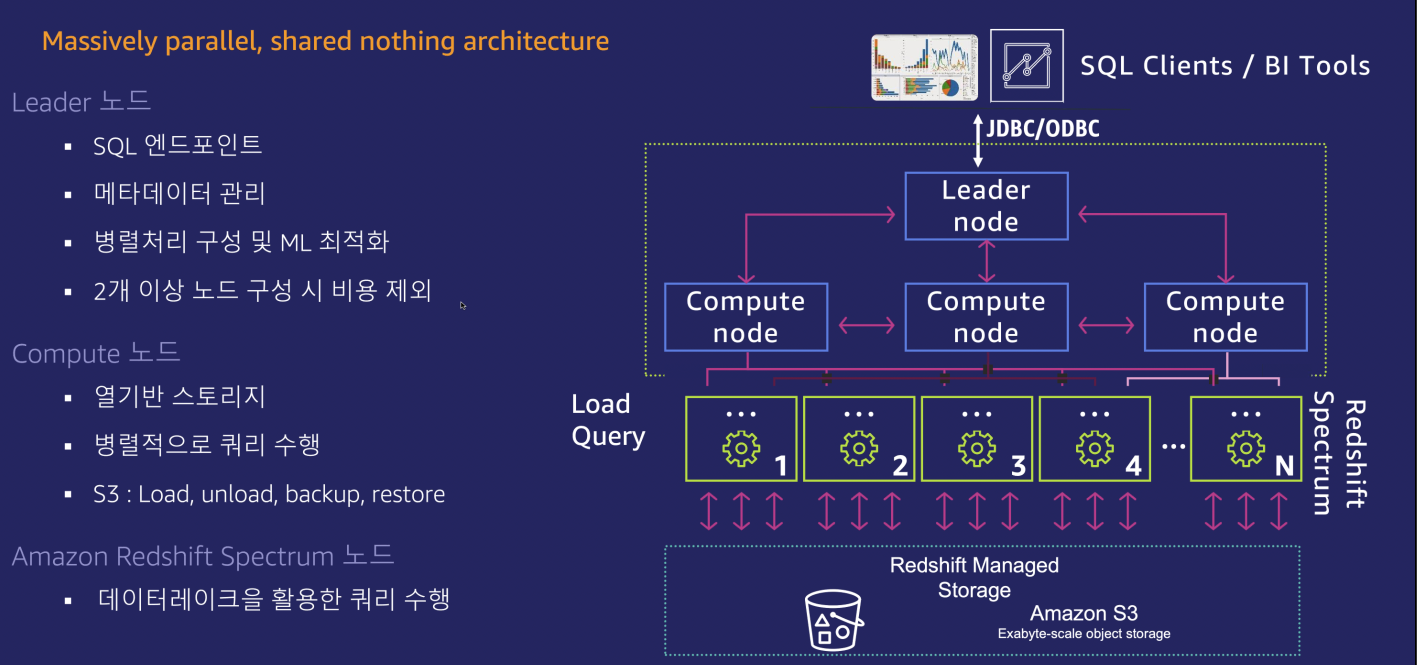 Massively parallel, shared nothing architecture
Leader 노드
▪ SQL 엔드포인트
▪ 메타데이터 관리
▪ 병렬처리 구성 및 ML 최적화
▪ 2개 이상 노드 구성 시 비용 제외
Compute 노드
▪ 열기반 스토리지
▪ 병렬적으로 쿼리 수행
▪ S3 : Load, unload, backup, restore
Amazon Redshift Spectrum 노드
▪ 데이터레이크을 활용한 쿼리 수행
SQL Clients / BI Tools
JDBC/ODBC
Leader
node
Compute
node
Compute
node
Compute
node
Load
Query
... 1
... 2
... 3
... 4
...
... N
Redshift
Spectrum
Redshift Managed
Storage
Amazon S3
Exabyte-scale object storage